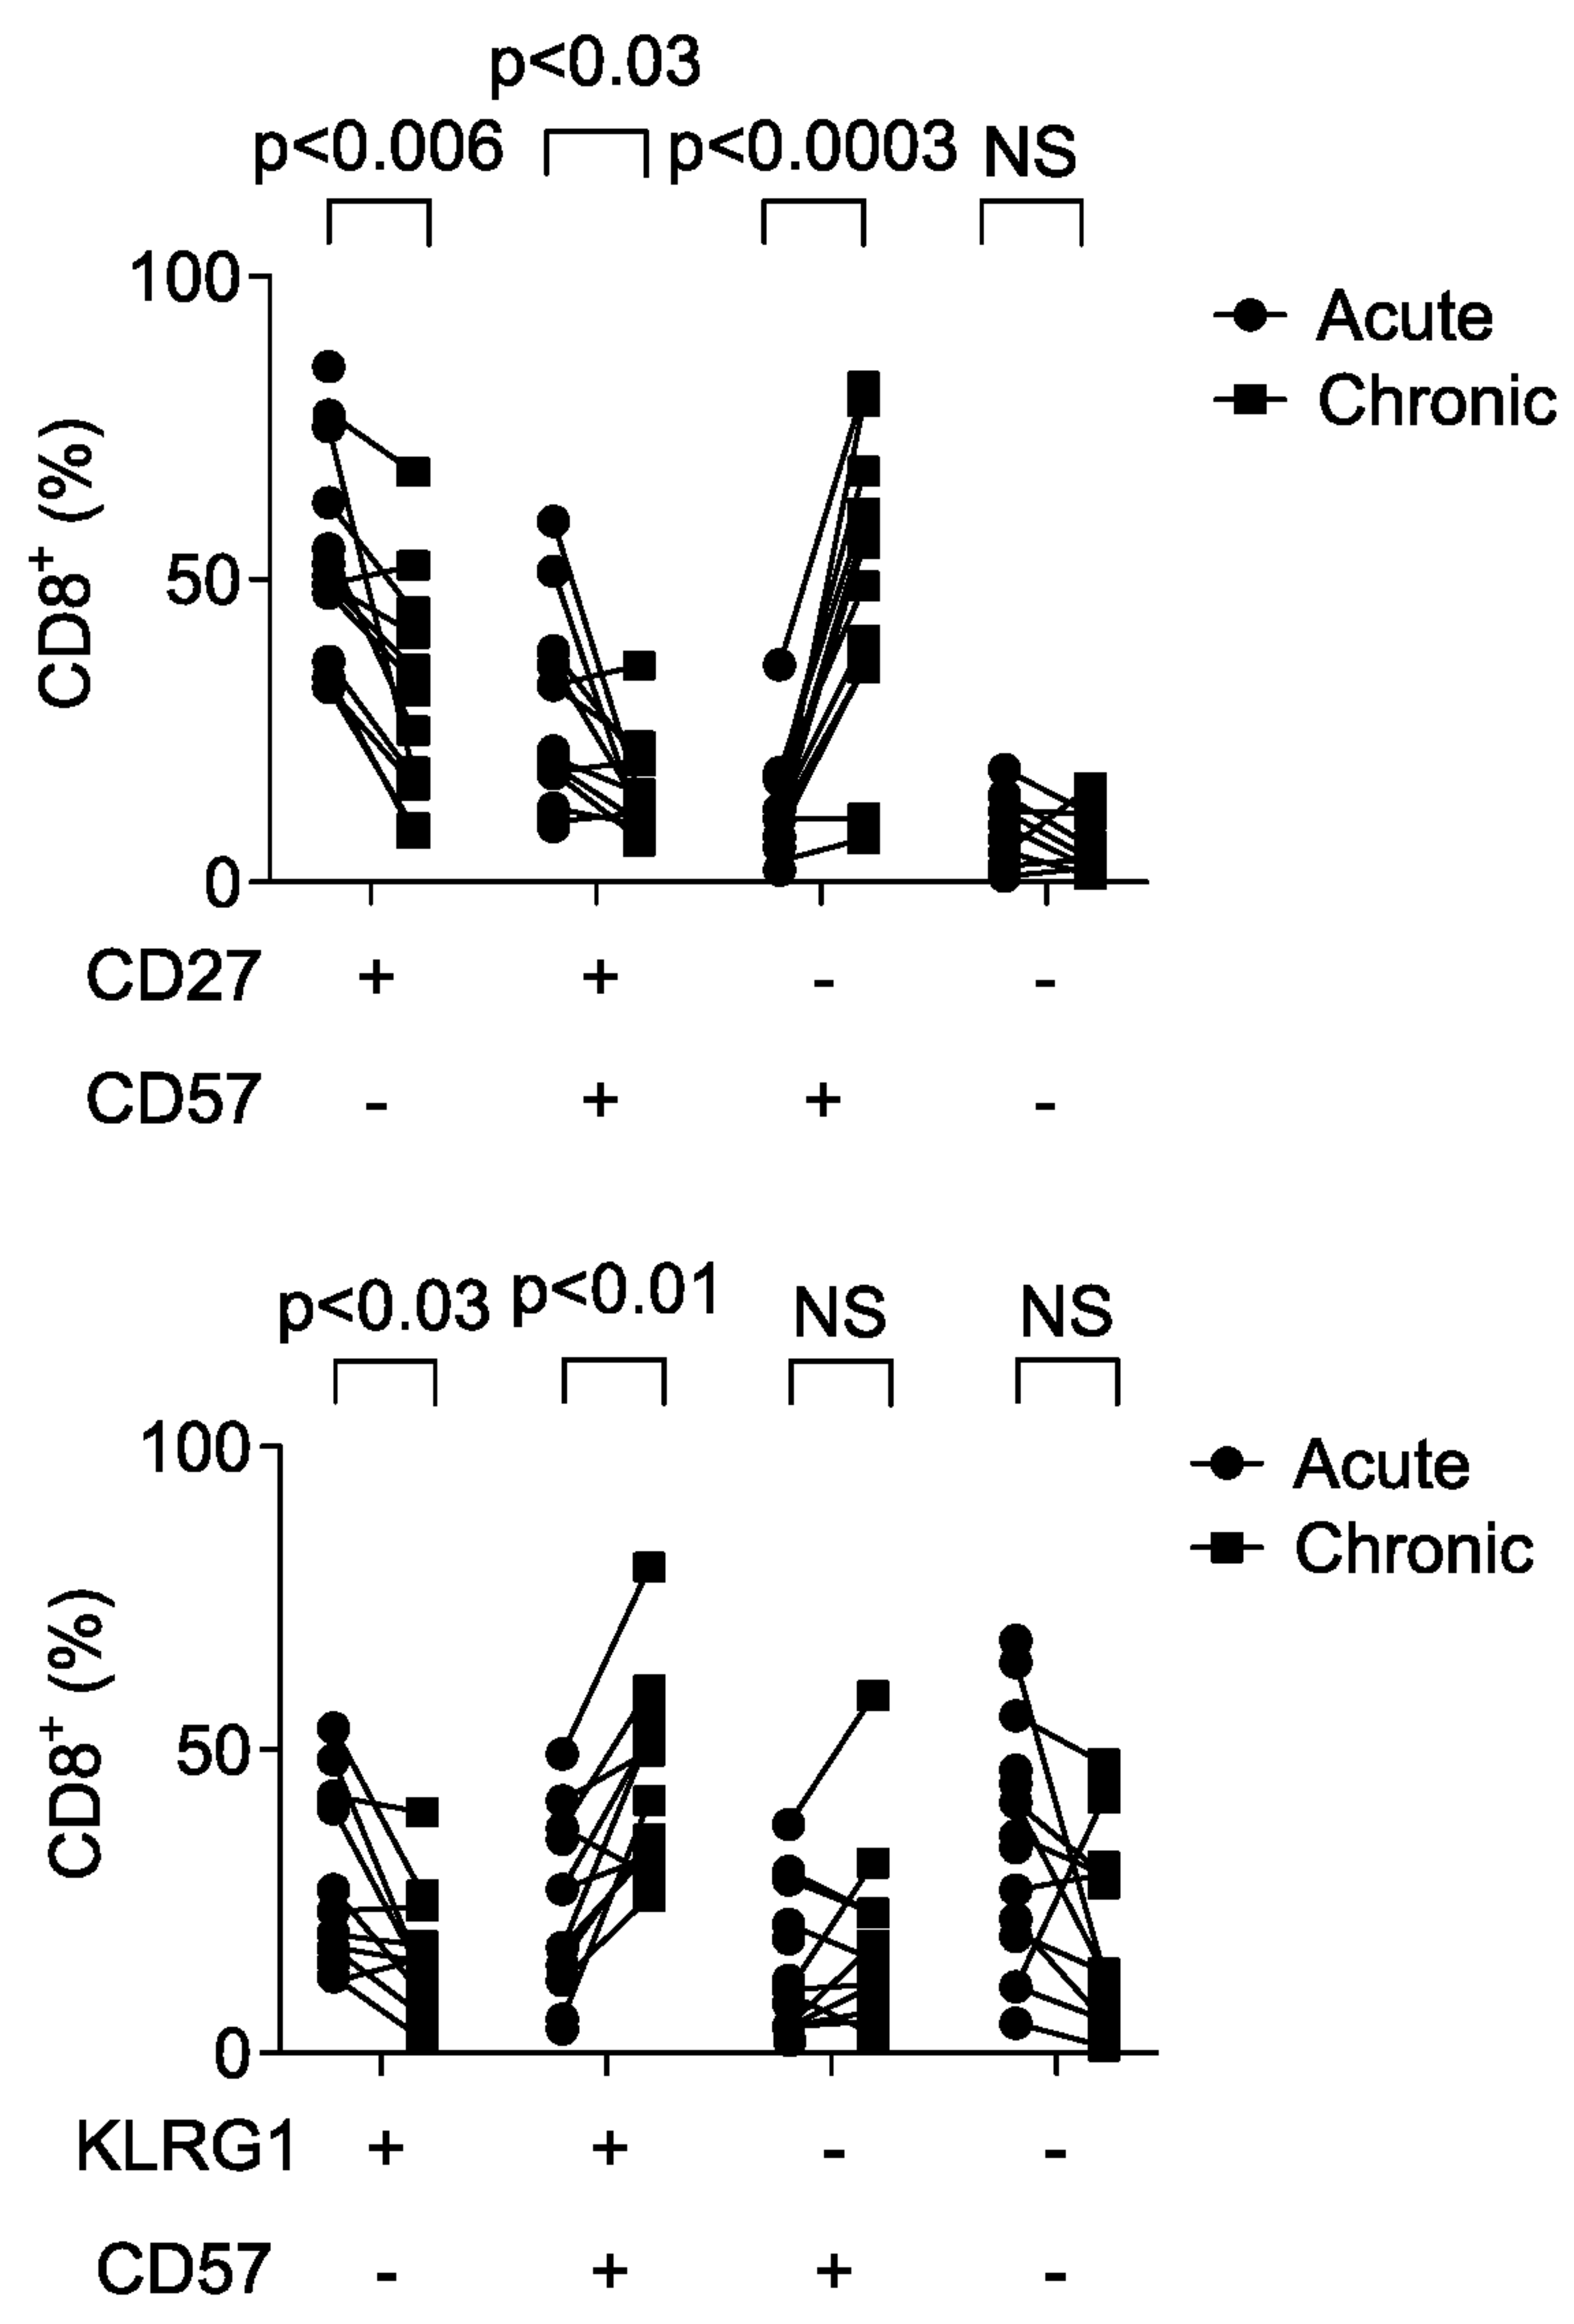 p<0.03
p<0.006 p<0.0003 NS
100
50
0
CD8+ (%)
Acute
Chronic
CD27 + + - -
CD57 - + + -
p<0.03 p<0.01 NS NS
100
50
0
CD8+ (%)
Acute
Chronic
KLRG1 + + - -
CD57 - + + -